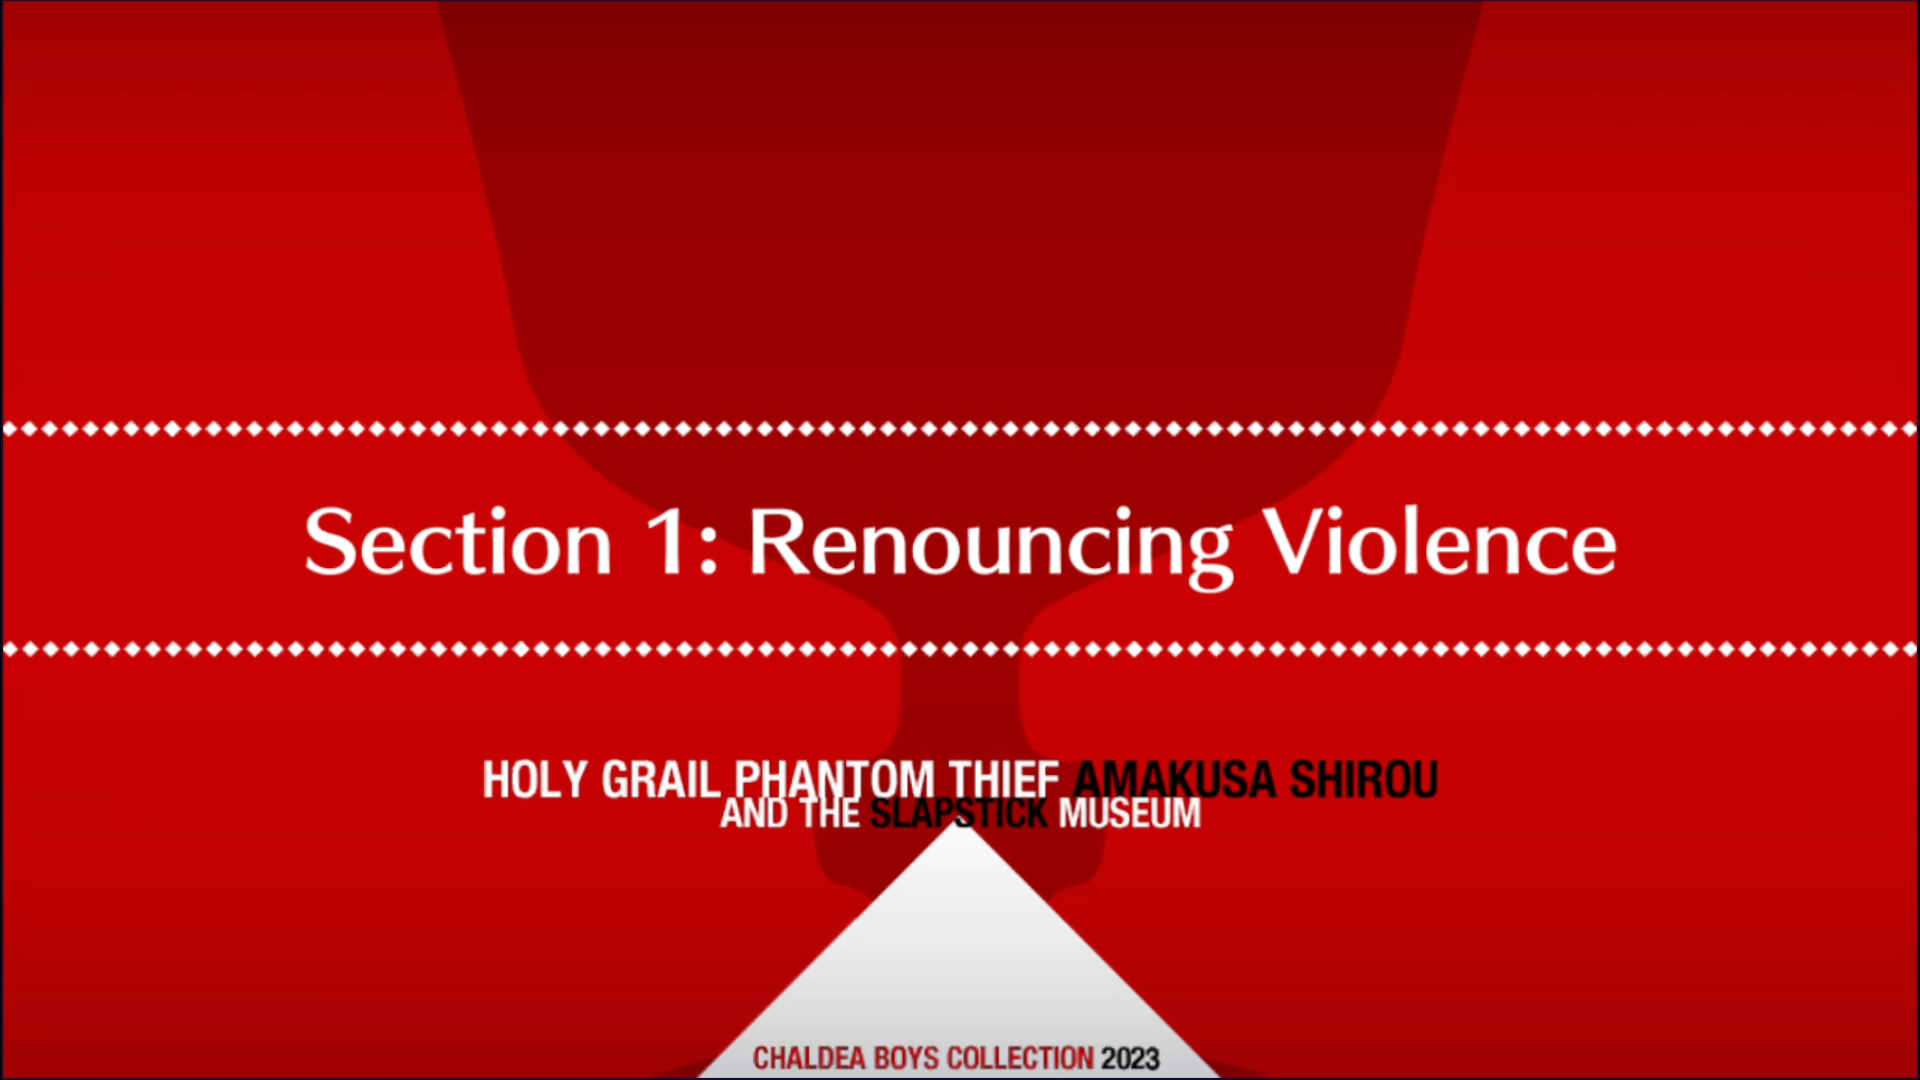 Section 1: Renouncing Violence
HOLY GRAIL PHANTOM THIEF AMAKUSA SHIROU
AND THE SLAPSTICK MUSEUM
CHALDEA BOYS COLLECTION 2023